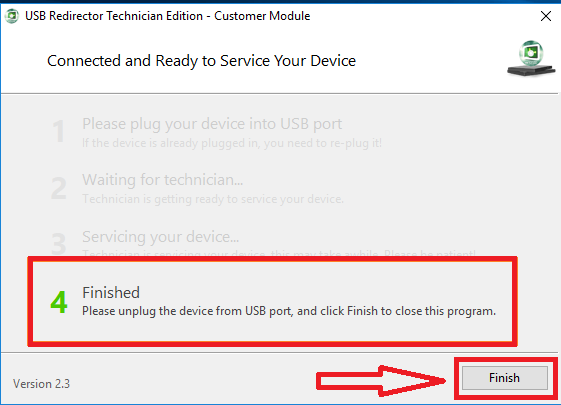 USB Redirector Technician Edition - Customer Module
Connected and Ready to Service Your Device
1 Please plug your device into USB port
If the device is already plugged in, you need to re-plug it!
2 Waiting for technician...
Technician is getting ready to service your device.
3 Servicing your device...
Technician is servicing your device, this may take awhile. Please be patient!
4 Finished
Please unplug the device from USB port, and click Finish to close this program.
Version 2.3
Finish